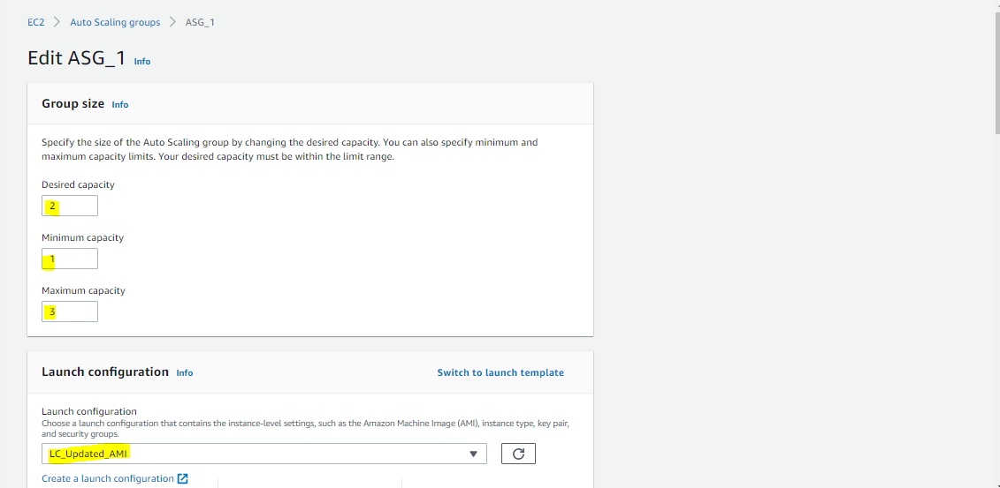 EC2 > Auto Scaling groups > ASG_1
Edit ASG_1 Info
Group size Info
Specify the size of the Auto Scaling group by changing the desired capacity. You can also specify minimum and
maximum capacity limits. Your desired capacity must be within the limit range.
Desired capacity
2
Minimum capacity
1
Maximum capacity
3
Launch configuration Info Switch to launch template
Launch configuration
Choose a launch configuration that contains the instance-level settings, such as the Amazon Machine Image (AMI), instance type, key pair,
and security groups.
LC_Updated_AMI
Create a launch configuration